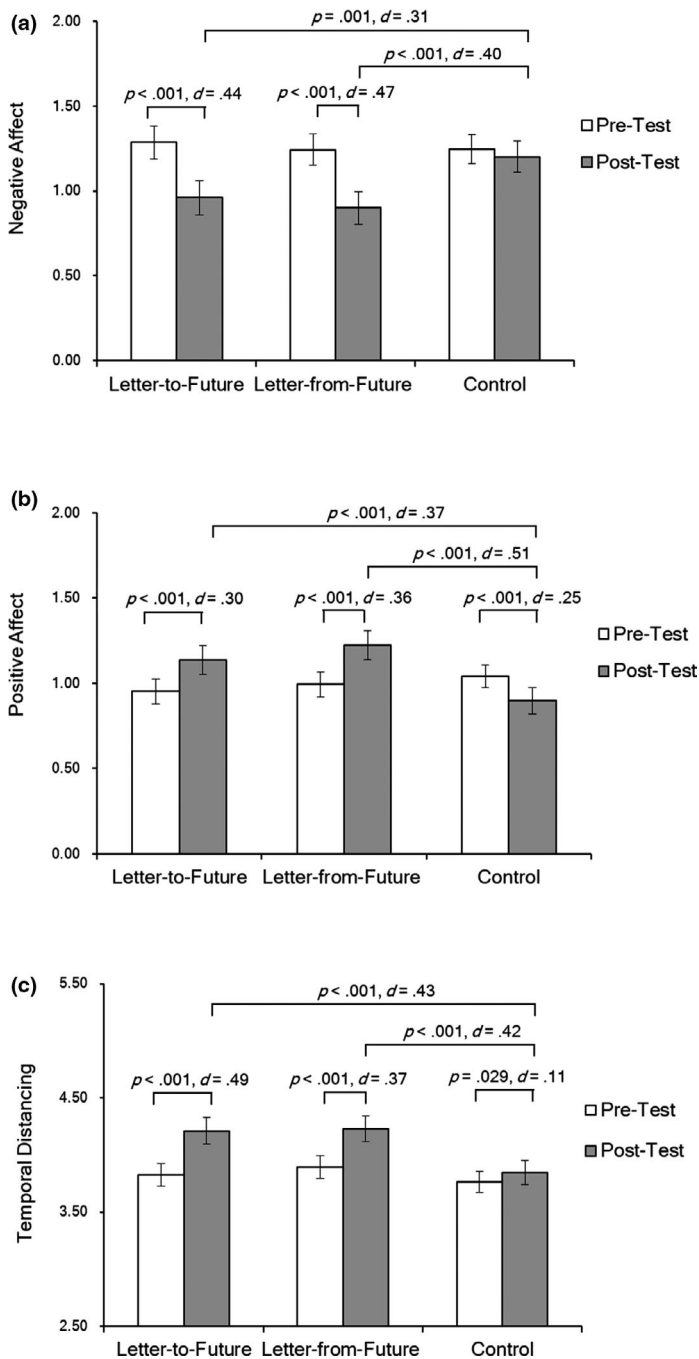 (a)
2.00
p = .001, d = .31
p < .001, d = .40
p < .001, d = .44
p < .001, d = .47
1.50
Negative Affect
1.00
0.50
0.00
Pre-Test
Post-Test
Letter-to-Future Letter-from-Future Control
(b)
2.00
p < .001, d = .37
p < .001, d = .51
p < .001, d = .30
p < .001, d = .36
p < .001, d = .25
1.50
Positive Affect
1.00
0.50
0.00
Pre-Test
Post-Test
Letter-to-Future Letter-from-Future Control
(c)
5.50
p < .001, d = .43
p < .001, d = .42
p < .001, d = .49
p < .001, d = .37
p = .029, d = .11
4.50
Temporal Distancing
3.50
2.50
Pre-Test
Post-Test
Letter-to-Future Letter-from-Future Control